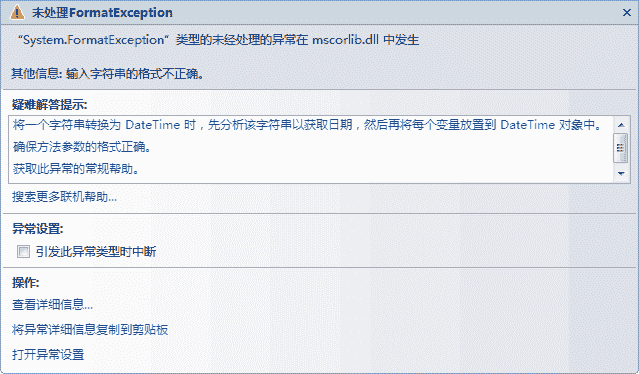 未处理FormatException
“System.FormatException”类型的未经处理的异常在 mscorlib.dll 中发生
其他信息: 输入字符串的格式不正确。
疑难解答提示:
将一个字符串转换为 DateTime 时，先分析该字符串以获取日期，然后再将每个变量放置到 DateTime 对象中。
确保方法参数的格式正确。
获取此异常的常规帮助。
搜索更多联机帮助...
异常设置:
引发此异常类型时中断
操作:
查看详细信息...
将异常详细信息复制到剪贴板
打开异常设置